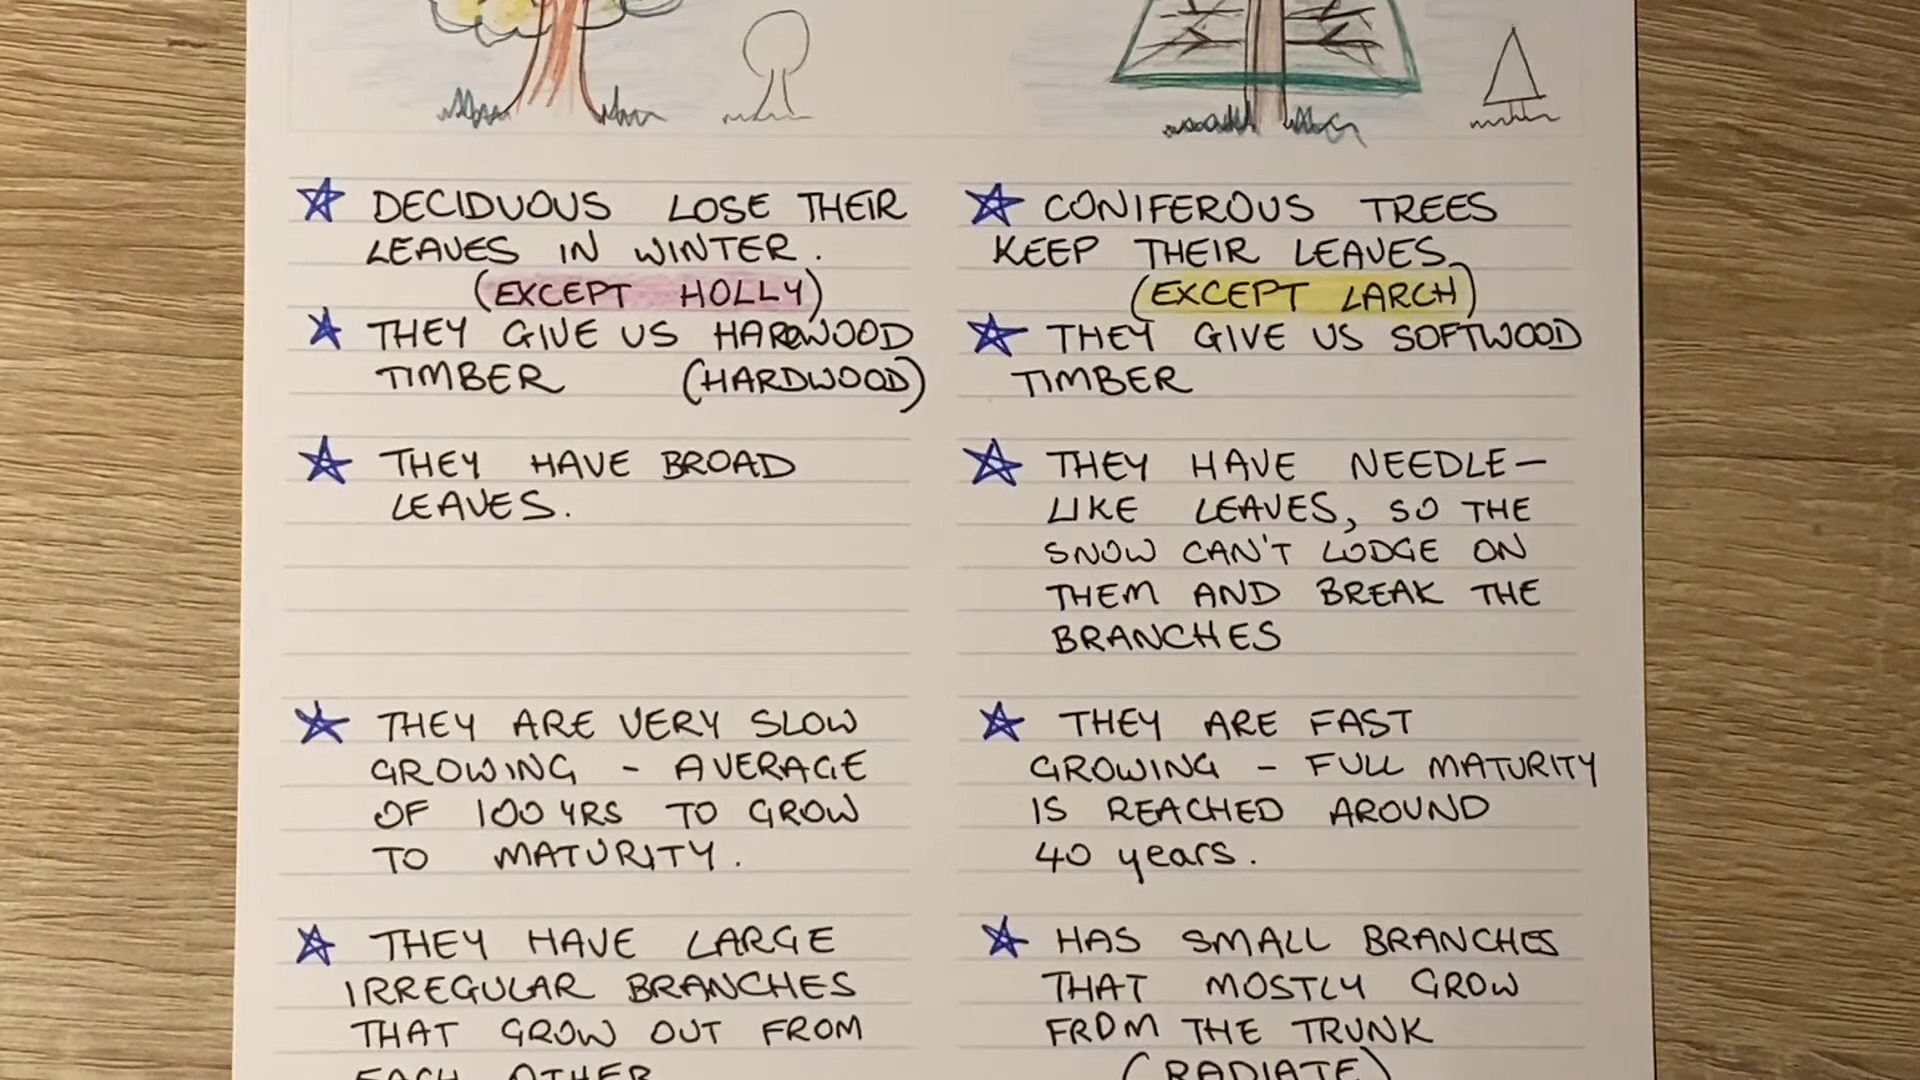 ★ DECIDUOUS LOSE THEIR
LEAVES IN WINTER.
(EXCEPT HOLLY)
★ THEY GIVE US HARDWOOD
TIMBER (HARDWOOD)
★ THEY HAVE BROAD
LEAVES.
★ THEY ARE VERY SLOW
GROWING - AVERAGE
OF 100 YRS TO GROW
TO MATURITY.
★ THEY HAVE LARGE
IRREGULAR BRANCHES
THAT GROW OUT FROM
EACH OTHER
★ CONIFEROUS TREES
KEEP THEIR LEAVES
(EXCEPT LARCH)
★ THEY GIVE US SOFTWOOD
TIMBER
★ THEY HAVE NEEDLE-
LIKE LEAVES, SO THE
SNOW CAN'T LODGE ON
THEM AND BREAK THE
BRANCHES
★ THEY ARE FAST
GROWING - FULL MATURITY
IS REACHED AROUND
40 years.
★ HAS SMALL BRANCHES
THAT MOSTLY GROW
FROM THE TRUNK
(RADIATE)